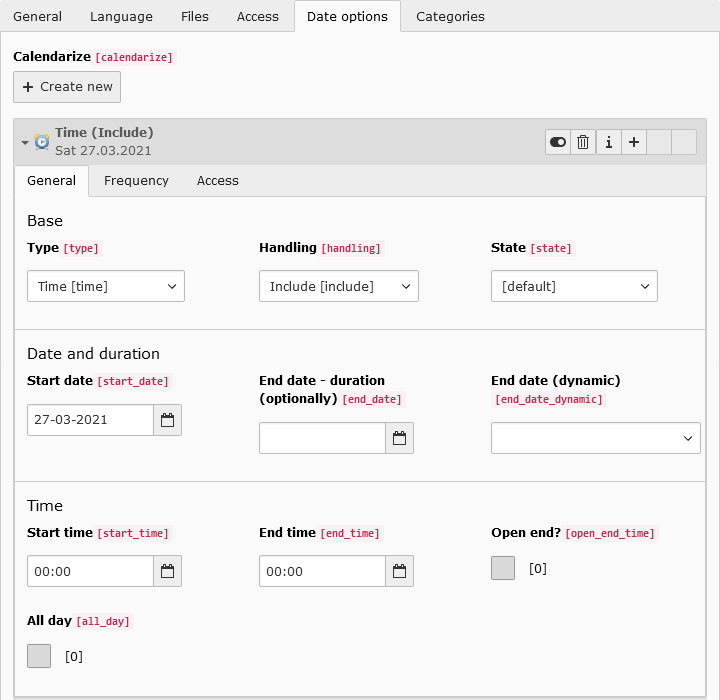 General Language Files Access Date options Categories
Calendarize [calendarize]
+ Create new
Time (Include)
Sat 27.03.2021
General Frequency Access
Base
Type [type] Handling [handling] State [state]
Time [time] Include [include] [default]
Date and duration
Start date [start_date] End date - duration End date (dynamic)
(optionally) [end_date] [end_date_dynamic]
27-03-2021
Time
Start time [start_time] End time [end_time] Open end? [open_end_time]
00:00 00:00 [0]
All day [all_day]
[0]